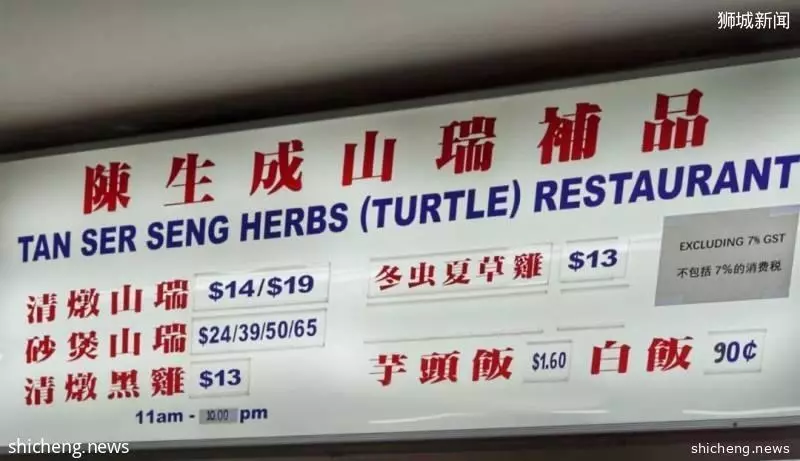 狮城新闻
陳生成山瑞補品
TAN SER SENG HERBS (TURTLE) RESTAURANT
清燉山瑞 $14/$19
砂煲山瑞 $24/39/50/65
清燉黑雞 $13
11am - 10.00 pm
冬虫夏草雞 $13
芋頭飯 $1.60 白飯 90¢
EXCLUDING 7% GST
不包括 7%的消费税
shicheng.news
shicheng.news